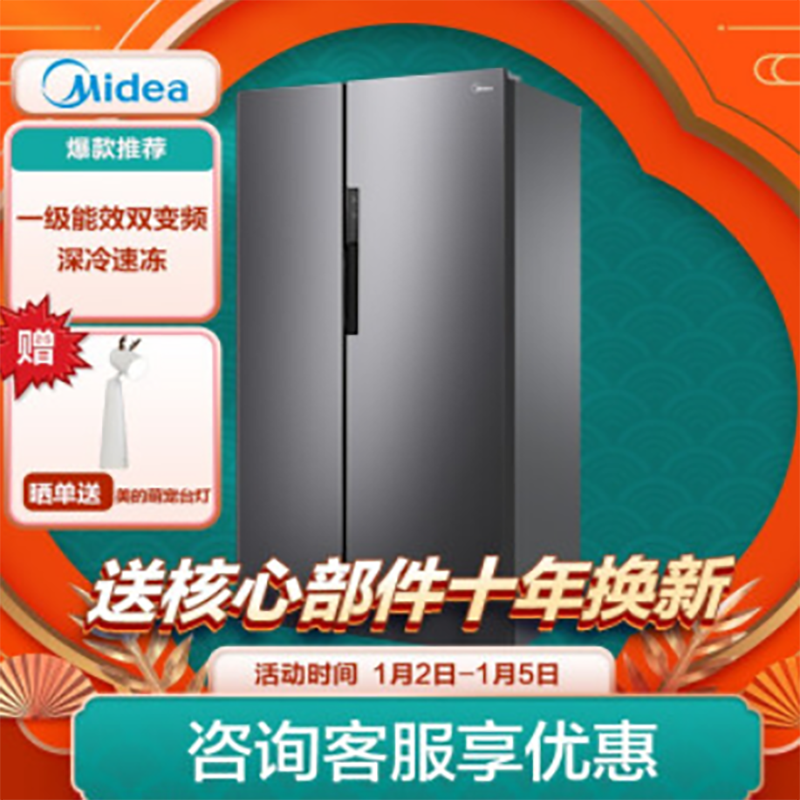 Midea
爆款推荐
一级能效双变频
深冷速冻
赠
晒单送 美的萌宠台灯
送核心部件十年换新
活动时间 1月2日-1月5日
咨询客服享优惠